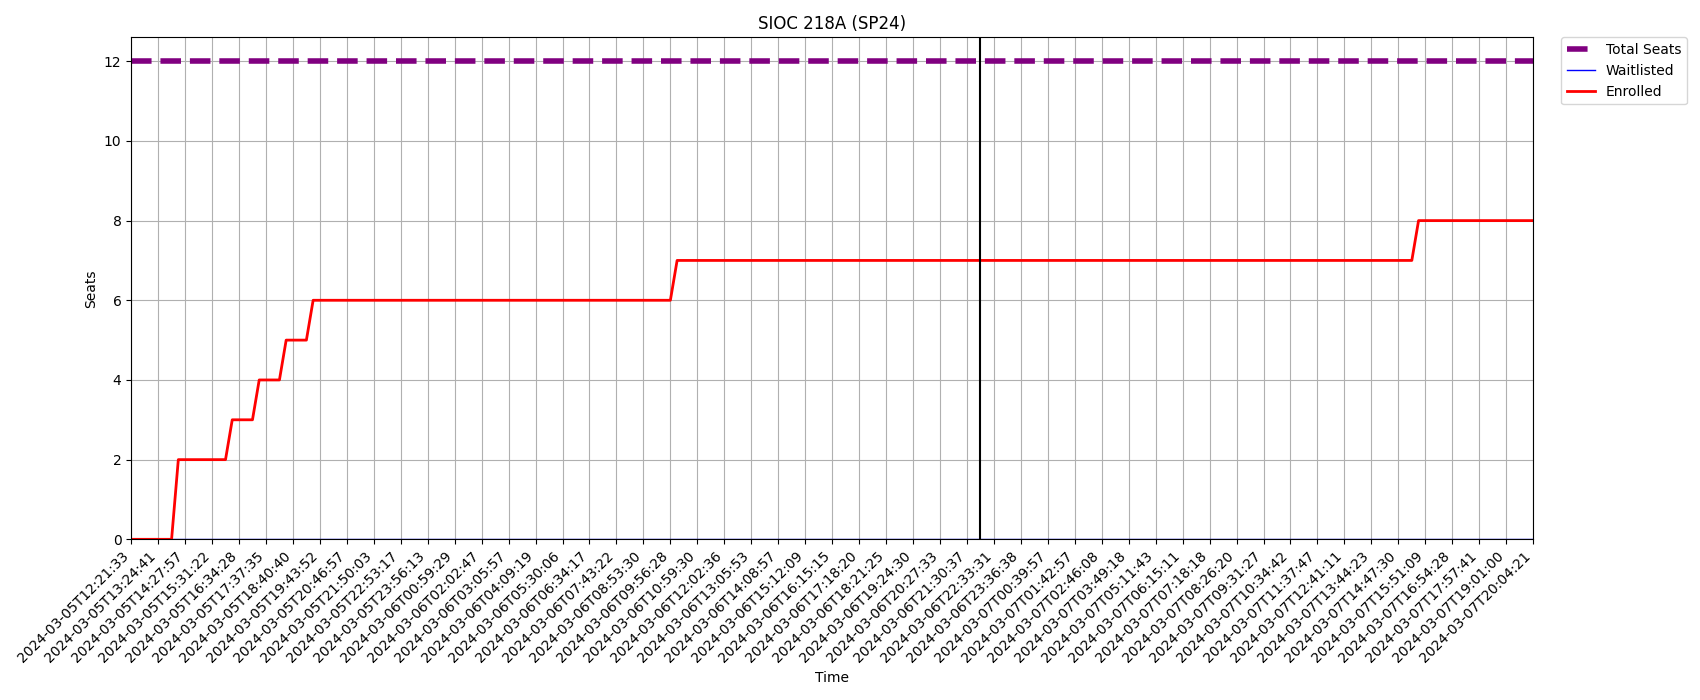 SIOC 218A (SP24)
Total Seats
Waitlisted
Enrolled
12
10
8
6
4
2
0
Seats
2024-03-05T12:21:33
2024-03-05T13:24:41
2024-03-05T14:27:57
2024-03-05T15:31:22
2024-03-05T16:34:28
2024-03-05T17:37:35
2024-03-05T18:40:40
2024-03-05T19:43:52
2024-03-05T20:46:57
2024-03-05T21:50:03
2024-03-05T22:53:17
2024-03-05T23:56:13
2024-03-06T00:59:29
2024-03-06T02:02:47
2024-03-06T03:05:57
2024-03-06T04:09:19
2024-03-06T05:30:06
2024-03-06T06:34:17
2024-03-06T07:43:22
2024-03-06T08:53:30
2024-03-06T09:56:28
2024-03-06T10:59:30
2024-03-06T12:02:36
2024-03-06T13:05:53
2024-03-06T14:08:57
2024-03-06T15:12:09
2024-03-06T16:15:15
2024-03-06T17:18:20
2024-03-06T18:21:25
2024-03-06T19:24:30
2024-03-06T20:27:33
2024-03-06T21:30:37
2024-03-06T22:33:31
2024-03-06T23:36:38
2024-03-07T00:39:57
2024-03-07T01:42:57
2024-03-07T02:46:08
2024-03-07T03:49:18
2024-03-07T05:11:43
2024-03-07T06:15:11
2024-03-07T07:18:18
2024-03-07T08:26:20
2024-03-07T09:31:27
2024-03-07T10:34:42
2024-03-07T11:37:47
2024-03-07T12:41:11
2024-03-07T13:44:23
2024-03-07T14:47:30
2024-03-07T15:51:09
2024-03-07T16:54:28
2024-03-07T17:57:41
2024-03-07T19:01:00
2024-03-07T20:04:21
Time